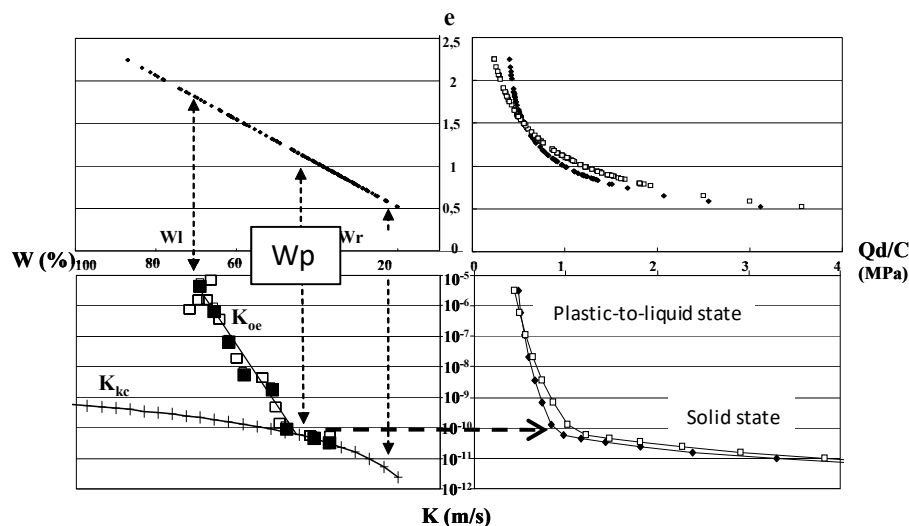 e
2,5
2
1,5
1
0,5
0
Wl
Wp
Wr
W (%)
100
80
60
20
0
1
2
3
4
Qd/C
(MPa)
10-5
10-6
10-7
10-8
10-9
10-10
10-11
10-12
Koe
Kkc
Plastic-to-liquid state
Solid state
K (m/s)